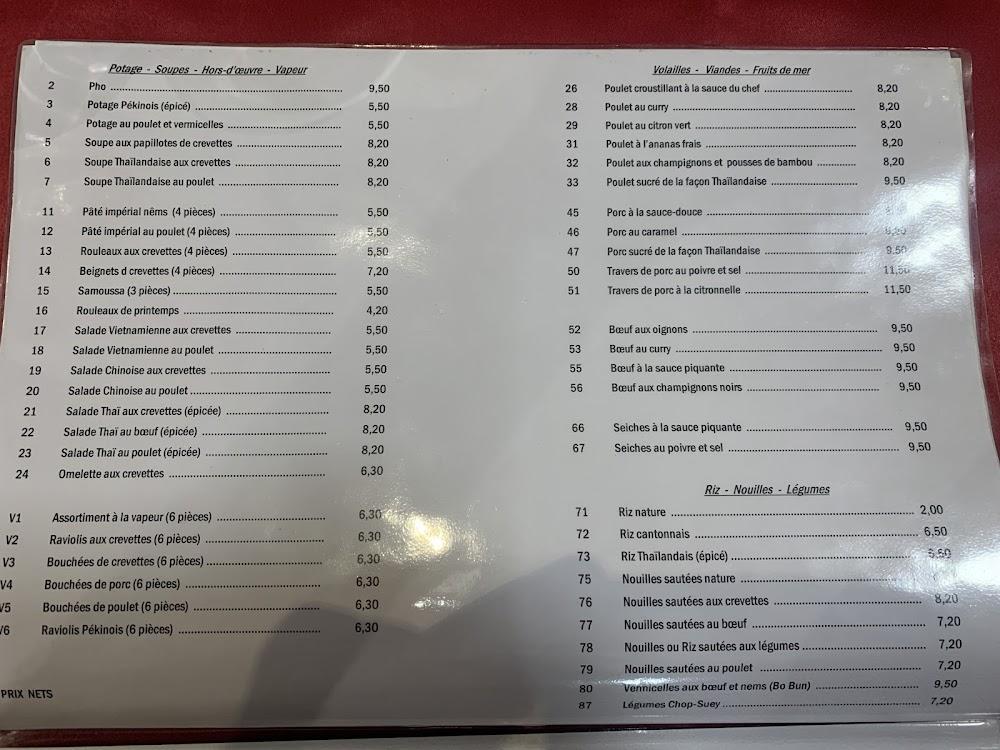 Potage - Soupes - Hors-d'œuvre - Vapeur
2 Pho 9,50
3 Potage Pékinois (épicé) 5,50
4 Potage au poulet et vermicelles 5,50
5 Soupe aux papillotes de crevettes 8,20
6 Soupe Thaïlandaise aux crevettes 8,20
7 Soupe Thaïlandaise au poulet 8,20
11 Pâté impérial nêms (4 pièces) 5,50
12 Pâté impérial au poulet (4 pièces) 5,50
13 Rouleaux aux crevettes (4 pièces) 5,50
14 Beignets d crevettes (4 pièces) 7,20
15 Samoussa (3 pièces) 5,50
16 Rouleaux de printemps 4,20
17 Salade Vietnamienne aux crevettes 5,50
18 Salade Vietnamienne au poulet 5,50
19 Salade Chinoise aux crevettes 5,50
20 Salade Chinoise au poulet 5,50
21 Salade Thaï aux crevettes (épicée) 8,20
22 Salade Thaï au bœuf (épicée) 8,20
23 Salade Thaï au poulet (épicée) 8,20
24 Omelette aux crevettes 6,30
V1 Assortiment à la vapeur (6 pièces) 6,30
V2 Raviolis aux crevettes (6 pièces) 6,30
V3 Bouchées de crevettes (6 pièces) 6,30
V4 Bouchées de porc (6 pièces) 6,30
V5 Bouchées de poulet (6 pièces) 6,30
V6 Raviolis Pékinois (6 pièces) 6,30
PRIX NETS
Volailles - Viandes - Fruits de mer
26 Poulet croustillant à la sauce du chef 8,20
28 Poulet au curry 8,20
29 Poulet au citron vert 8,20
31 Poulet à l'ananas frais 8,20
32 Poulet aux champignons et pousses de bambou 8,20
33 Poulet sucré de la façon Thaïlandaise 9,50
45 Porc à la sauce-douce
46 Porc au caramel
47 Porc sucré de la façon Thaïlandaise 9,50
50 Travers de porc au poivre et sel 11,50
51 Travers de porc à la citronnelle 11,50
52 Bœuf aux oignons 9,50
53 Bœuf au curry 9,50
55 Bœuf à la sauce piquante 9,50
56 Bœuf aux champignons noirs 9,50
66 Seiches à la sauce piquante 9,50
67 Seiches au poivre et sel 9,50
Riz - Nouilles - Légumes
71 Riz nature 2,00
72 Riz cantonnais 6,50
73 Riz Thaïlandais (épicé) 6,50
75 Nouilles sautées nature
76 Nouilles sautées aux crevettes 8,20
77 Nouilles sautées au bœuf 7,20
78 Nouilles ou Riz sautées aux légumes 7,20
79 Nouilles sautées au poulet 7,20
80 Vermicelles aux bœuf et nems (Bo Bun) 9,50
87 Légumes Chop-Suey 7,20